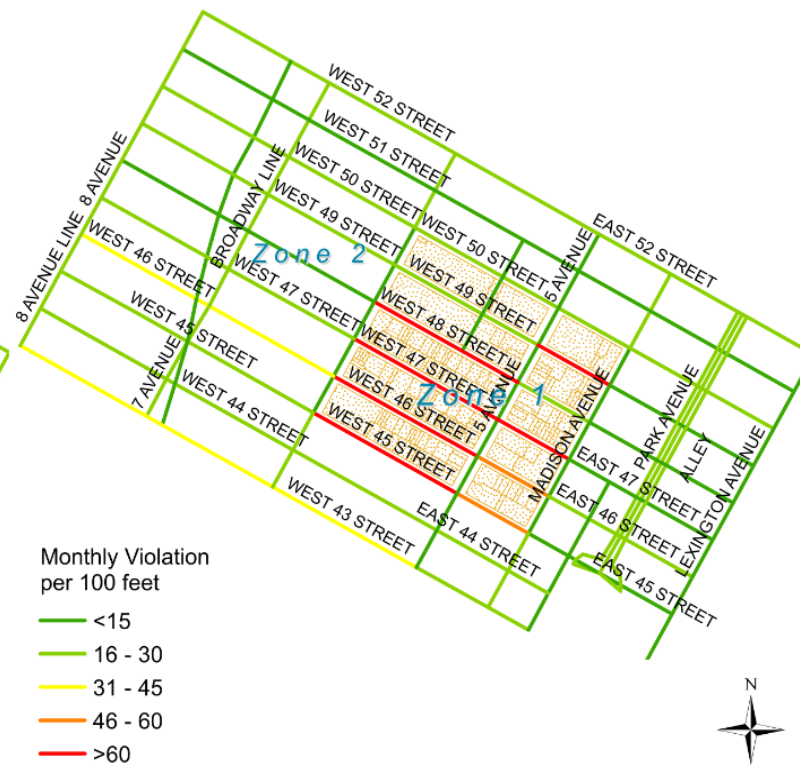 WEST 52 STREET
WEST 51 STREET
WEST 50 STREET
WEST 50 STREET
EAST 52 STREET
8 AVENUE
8 AVENUE LINE
BROADWAY LINE
WEST 49 STREET
WEST 49 STREET
5 AVENUE
Zone 2
WEST 46 STREET
WEST 47 STREET
WEST 48 STREET
WEST 47 STREET
Zone 1
5 AVENUE
MADISON AVENUE
PARK AVENUE
ALLEY
LEXINGTON AVENUE
WEST 45 STREET
7 AVENUE
WEST 44 STREET
WEST 46 STREET
WEST 45 STREET
EAST 47 STREET
EAST 46 STREET
EAST 45 STREET
EAST 44 STREET
WEST 43 STREET
Monthly Violation
per 100 feet
<15
16 - 30
31 - 45
46 - 60
>60
N